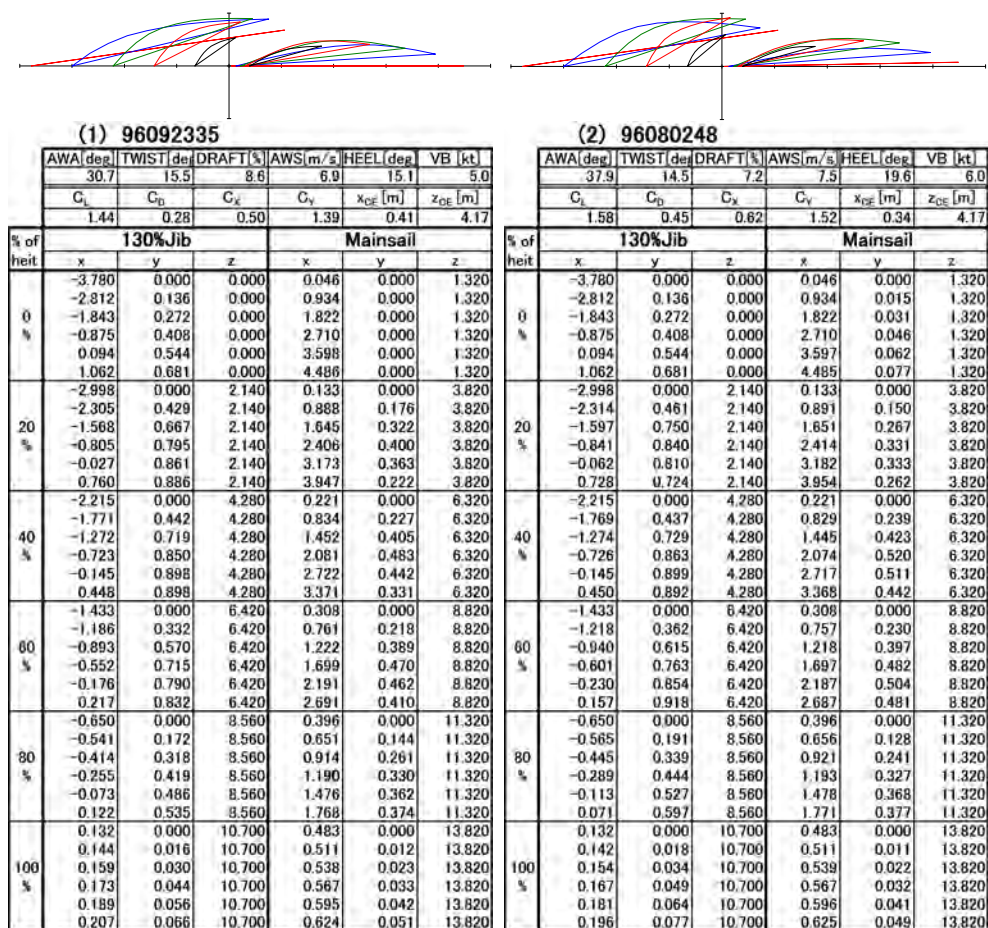 (1) 96092335
AWA[deg] TWIST[deg DRAFT[%] AWS[m/s] HEEL[deg] VB [kt]
30.7 15.5 8.6 6.9 15.1 5.0
CL CD CX CY xCE [m] zCE [m]
1.44 0.28 0.50 1.39 0.41 4.17
% of heit 130%Jib Mainsail
x y z x y z
0 %
-3.780 0.000 0.000 0.046 0.000 1.320
-2.812 0.136 0.000 0.934 0.000 1.320
-1.843 0.272 0.000 1.822 0.000 1.320
-0.875 0.408 0.000 2.710 0.000 1.320
0.094 0.544 0.000 3.598 0.000 1.320
1.062 0.681 0.000 4.486 0.000 1.320
20 %
-2.998 0.000 2.140 0.133 0.000 3.820
-2.305 0.429 2.140 0.888 0.176 3.820
-1.568 0.667 2.140 1.645 0.322 3.820
-0.805 0.795 2.140 2.406 0.400 3.820
-0.027 0.861 2.140 3.173 0.363 3.820
0.760 0.886 2.140 3.947 0.222 3.820
40 %
-2.215 0.000 4.280 0.221 0.000 6.320
-1.771 0.442 4.280 0.834 0.227 6.320
-1.272 0.719 4.280 1.452 0.405 6.320
-0.723 0.850 4.280 2.081 0.483 6.320
-0.145 0.898 4.280 2.722 0.442 6.320
0.448 0.898 4.280 3.371 0.331 6.320
60 %
-1.433 0.000 6.420 0.308 0.000 8.820
-1.186 0.332 6.420 0.761 0.218 8.820
-0.893 0.570 6.420 1.222 0.389 8.820
-0.552 0.715 6.420 1.699 0.470 8.820
-0.176 0.790 6.420 2.191 0.462 8.820
0.217 0.832 6.420 2.691 0.410 8.820
80 %
-0.650 0.000 8.560 0.396 0.000 11.320
-0.541 0.172 8.560 0.651 0.144 11.320
-0.414 0.318 8.560 0.914 0.261 11.320
-0.255 0.419 8.560 1.190 0.330 11.320
-0.073 0.486 8.560 1.476 0.362 11.320
0.122 0.535 8.560 1.768 0.374 11.320
100 %
0.132 0.000 10.700 0.483 0.000 13.820
0.144 0.016 10.700 0.511 0.012 13.820
0.159 0.030 10.700 0.538 0.023 13.820
0.173 0.044 10.700 0.567 0.033 13.820
0.189 0.056 10.700 0.595 0.042 13.820
0.207 0.066 10.700 0.624 0.051 13.820
(2) 96080248
AWA[deg] TWIST[deg DRAFT[%] AWS[m/s] HEEL[deg] VB [kt]
37.9 14.5 7.2 7.5 19.6 6.0
CL CD CX CY xCE [m] zCE [m]
1.58 0.45 0.62 1.52 0.34 4.17
% of heit 130%Jib Mainsail
x y z x y z
0 %
-3.780 0.000 0.000 0.046 0.000 1.320
-2.812 0.136 0.000 0.934 0.015 1.320
-1.843 0.272 0.000 1.822 0.031 1.320
-0.875 0.408 0.000 2.710 0.046 1.320
0.094 0.544 0.000 3.597 0.062 1.320
1.062 0.681 0.000 4.485 0.077 1.320
20 %
-2.998 0.000 2.140 0.133 0.000 3.820
-2.314 0.461 2.140 0.891 0.150 3.820
-1.597 0.750 2.140 1.651 0.267 3.820
-0.841 0.840 2.140 2.414 0.331 3.820
-0.062 0.810 2.140 3.182 0.333 3.820
0.728 0.724 2.140 3.954 0.262 3.820
40 %
-2.215 0.000 4.280 0.221 0.000 6.320
-1.769 0.437 4.280 0.829 0.239 6.320
-1.274 0.729 4.280 1.445 0.423 6.320
-0.726 0.863 4.280 2.074 0.520 6.320
-0.145 0.899 4.280 2.717 0.511 6.320
0.450 0.892 4.280 3.368 0.442 6.320
60 %
-1.433 0.000 6.420 0.308 0.000 8.820
-1.218 0.362 6.420 0.757 0.230 8.820
-0.940 0.615 6.420 1.218 0.397 8.820
-0.601 0.763 6.420 1.697 0.482 8.820
-0.230 0.854 6.420 2.187 0.504 8.820
0.157 0.918 6.420 2.687 0.481 8.820
80 %
-0.650 0.000 8.560 0.396 0.000 11.320
-0.565 0.191 8.560 0.656 0.128 11.320
-0.445 0.339 8.560 0.921 0.241 11.320
-0.289 0.444 8.560 1.193 0.327 11.320
-0.113 0.527 8.560 1.478 0.368 11.320
0.071 0.597 8.560 1.771 0.377 11.320
100 %
0.132 0.000 10.700 0.483 0.000 13.820
0.142 0.018 10.700 0.511 0.011 13.820
0.154 0.034 10.700 0.539 0.022 13.820
0.167 0.049 10.700 0.567 0.032 13.820
0.181 0.064 10.700 0.596 0.041 13.820
0.196 0.077 10.700 0.625 0.049 13.820